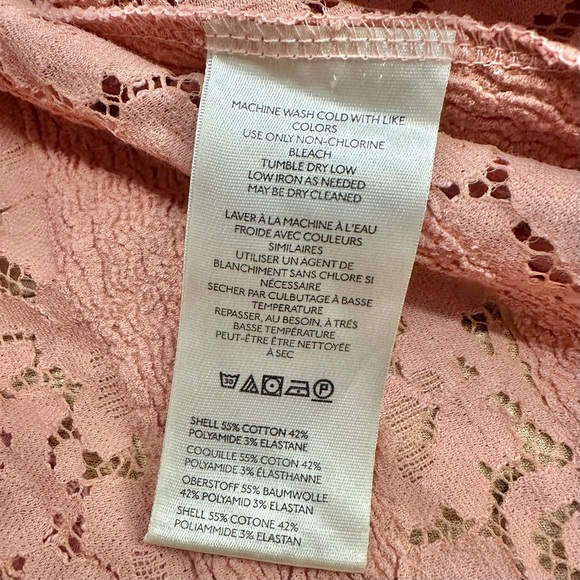 MACHINE WASH COLD WITH LIKE
COLORS
USE ONLY NON-CHLORINE
BLEACH
TUMBLE DRY LOW
LOW IRON AS NEEDED
MAY BE DRY CLEANED
LAVER À LA MACHINE À L'EAU
FROIDE AVEC COULEURS
SIMILAIRES
UTILISER UN AGENT DE
BLANCHIMENT SANS CHLORE SI
NÉCESSAIRE
SECHER PAR CULBUTAGE À BASSE
TEMPERATURE
REPASSER, AU BESOIN, À TRÉS
BASSE TEMPÉRATURE
PEUT-ÊTRE ÊTRE NETTOYÉE
À SEC
30 P
SHELL 55% COTTON 42%
POLYAMIDE 3% ELASTANE
COQUILLE 55% COTON 42%
POLYAMIDE 3% ÉLASTHANNE
OBERSTOFF 55% BAUMWOLLE
42% POLYAMID 3% ELASTAN
SHELL 55% COTONE 42%
POLIAMMIDE 3% ELASTAN